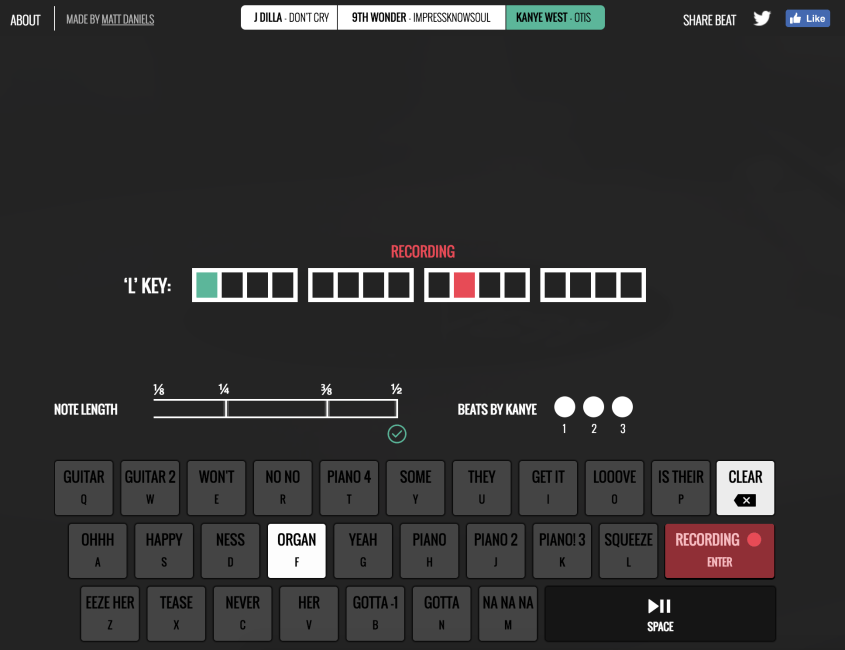 ABOUT MADE BY MATT DANIELS J DILLA - DON'T CRY 9TH WONDER - IMPRESSKNOWSOUL KANYE WEST - OTIS SHARE BEAT Like
RECORDING
'L' KEY:
⅛ ¼ ⅜ ½
NOTE LENGTH BEATS BY KANYE
1 2 3
GUITAR GUITAR 2 WON'T NO NO PIANO 4 SOME THEY GET IT LOOOVE IS THEIR CLEAR
Q W E R T Y U I O P
OHHH HAPPY NESS ORGAN YEAH PIANO PIANO 2 PIANO! 3 SQUEEZE RECORDING
A S D F G H J K L ENTER
EEZE HER TEASE NEVER HER GOTTA -1 GOTTA NA NA NA
Z X C V B N M SPACE